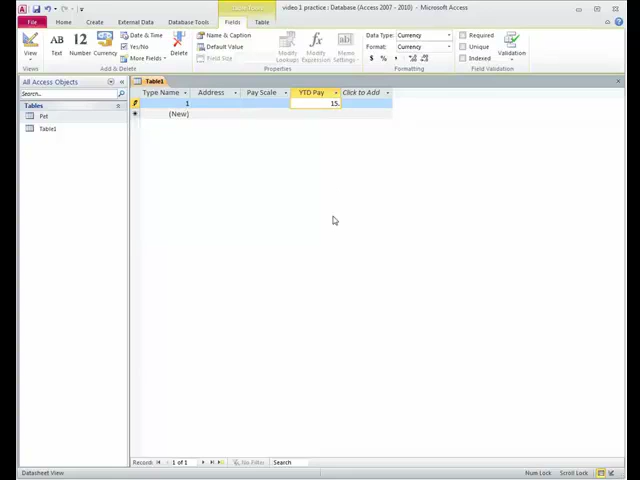 video 1 practice : Database (Access 2007 - 2010) - Microsoft Access
File Home Create External Data Database Tools Fields Table
View
Views
AB
Text
12
Number
Currency
Date & Time
Yes/No
More Fields
Delete
Add & Delete
Name & Caption
Default Value
Field Size
Modify Lookups
Modify Expression
Memo Settings
Properties
Data Type: Currency
Format: Currency
$ % ,
Formatting
Required
Unique
Indexed
Validation
Field Validation
All Access Objects
Search...
Tables
Pet
Table1
Table1
Type Name Address Pay Scale YTD Pay Click to Add
1 15.
(New)
Record: 1 of 1 No Filter Search
Datasheet View Num Lock Scroll Lock